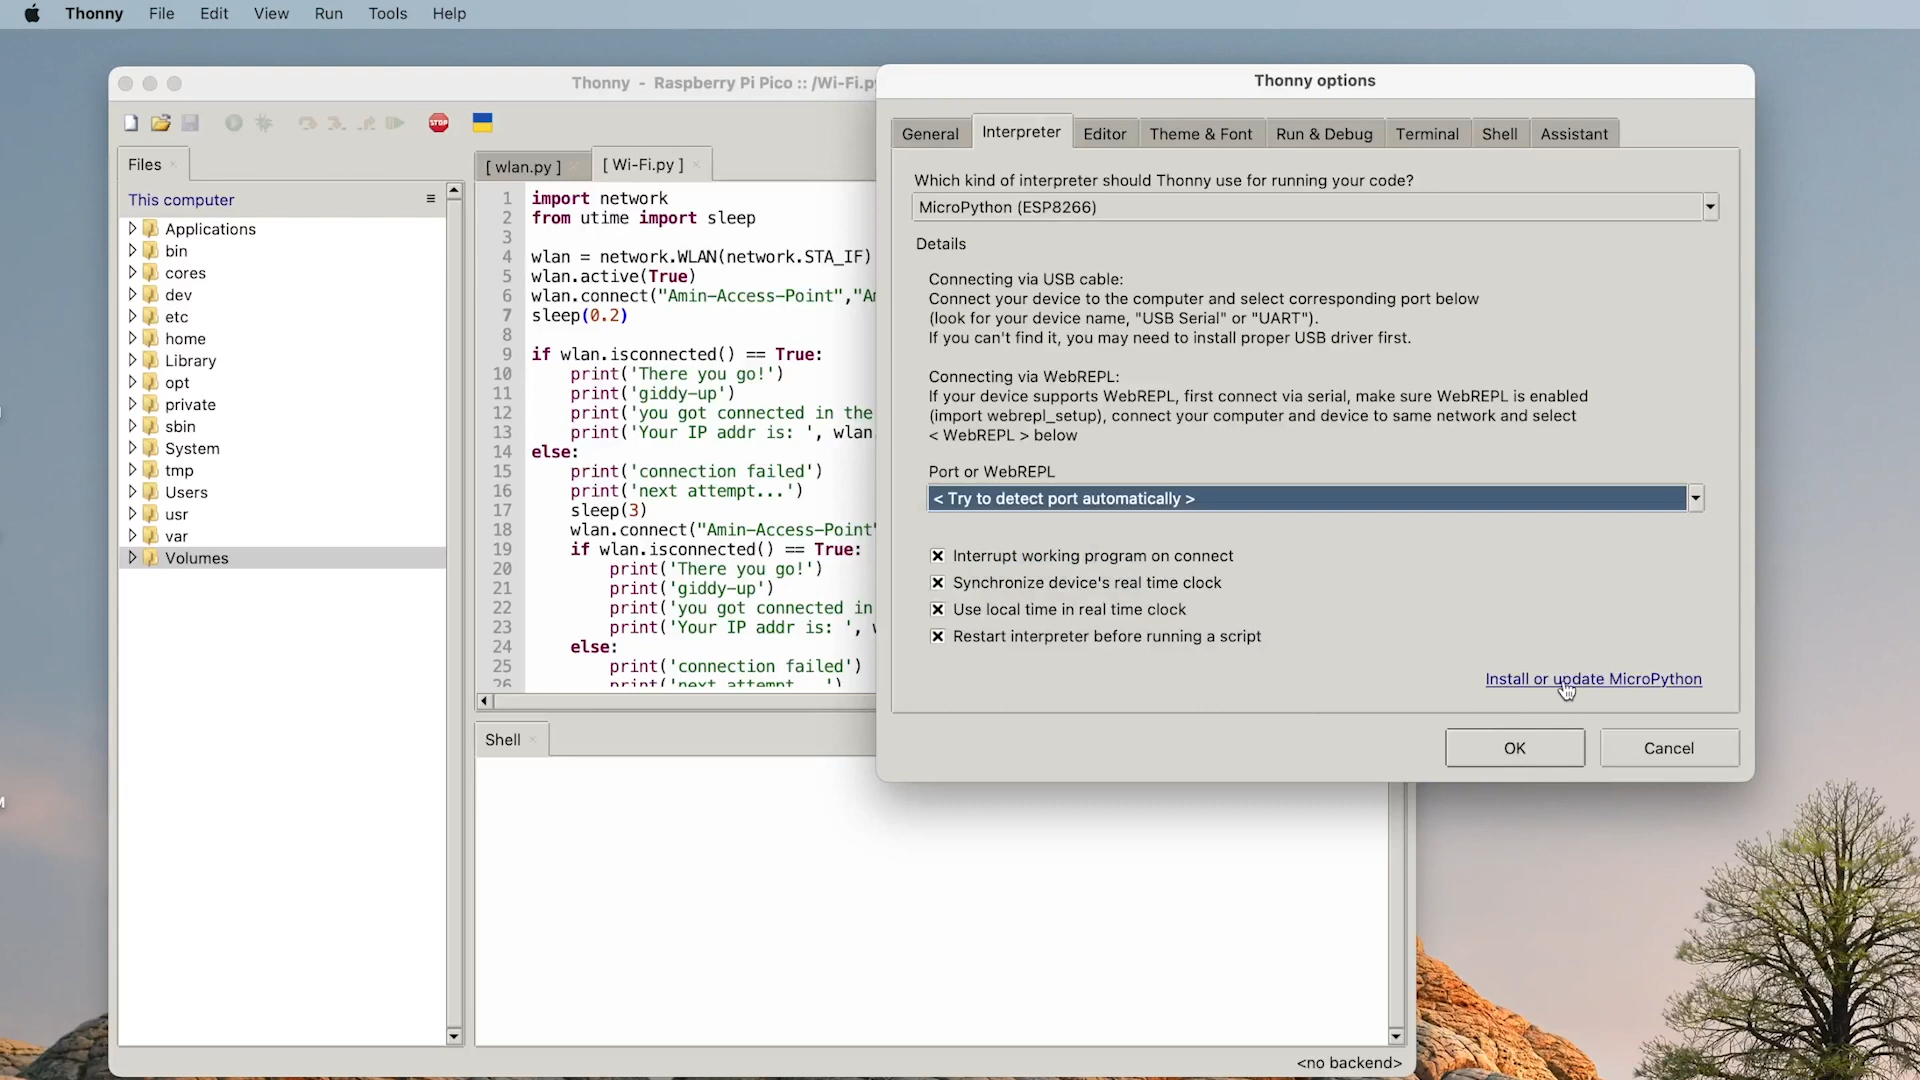 Thonny File Edit View Run Tools Help
Thonny - Raspberry Pi Pico :: /Wi-Fi.py
STOP
Files
This computer
Applications
bin
cores
dev
etc
home
Library
opt
private
sbin
System
tmp
Users
usr
var
Volumes
[ wlan.py ]
[ Wi-Fi.py ]
1 import network
2 from utime import sleep
3
4 wlan = network.WLAN(network.STA_IF)
5 wlan.active(True)
6 wlan.connect("Amin-Access-Point","A
7 sleep(0.2)
8
9 if wlan.isconnected() == True:
10 print('There you go!')
11 print('giddy-up')
12 print('you got connected in the
13 print('Your IP addr is: ', wlan.
14 else:
15 print('connection failed')
16 print('next attempt...')
17 sleep(3)
18 wlan.connect("Amin-Access-Point"
19 if wlan.isconnected() == True:
20 print('There you go!')
21 print('giddy-up')
22 print('you got connected in
23 print('Your IP addr is: ', w
24 else:
25 print('connection failed')
26 print('next attempt...')
Shell
<no backend>
Thonny options
General Interpreter Editor Theme & Font Run & Debug Terminal Shell Assistant
Which kind of interpreter should Thonny use for running your code?
MicroPython (ESP8266)
Details
Connecting via USB cable:
Connect your device to the computer and select corresponding port below
(look for your device name, "USB Serial" or "UART").
If you can't find it, you may need to install proper USB driver first.
Connecting via WebREPL:
If your device supports WebREPL, first connect via serial, make sure WebREPL is enabled
(import webrepl_setup), connect your computer and device to same network and select
< WebREPL > below
Port or WebREPL
< Try to detect port automatically >
Interrupt working program on connect
Synchronize device's real time clock
Use local time in real time clock
Restart interpreter before running a script
Install or update MicroPython
OK
Cancel